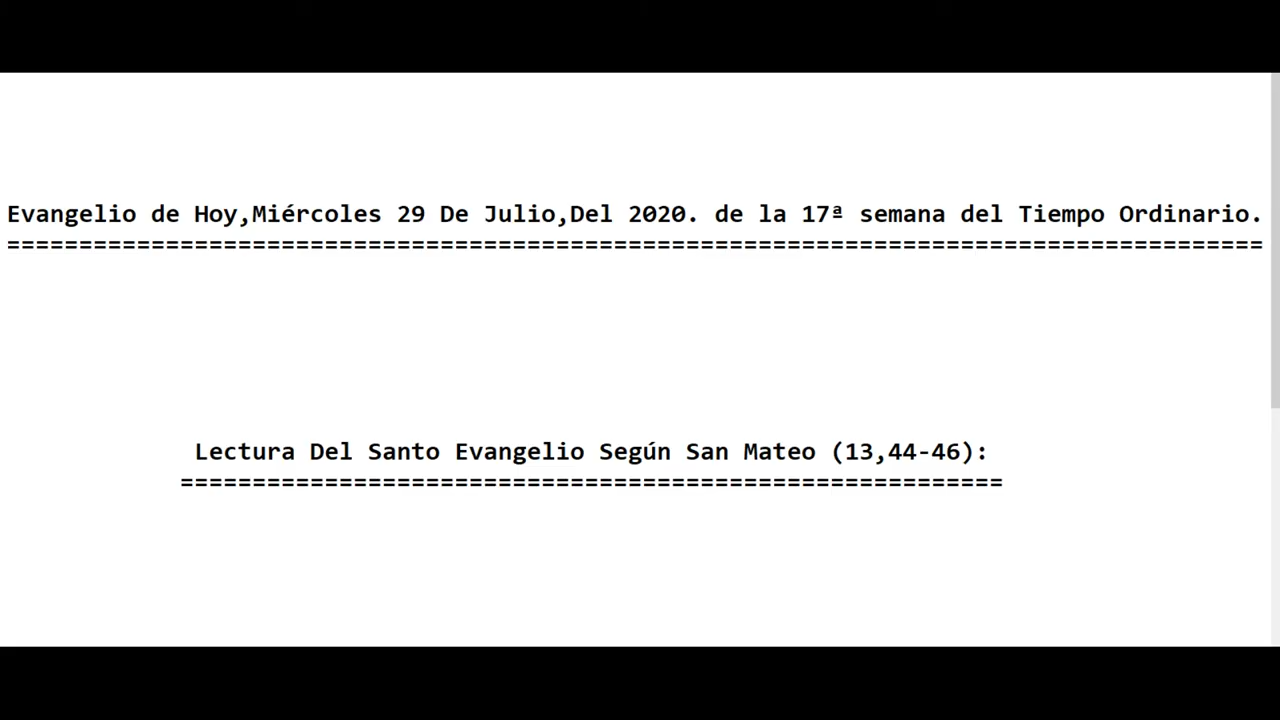 Evangelio de Hoy,Miércoles 29 De Julio,Del 2020. de la 17ª semana del Tiempo Ordinario.
=======================================================================================
Lectura Del Santo Evangelio Según San Mateo (13,44-46):
=========================================================